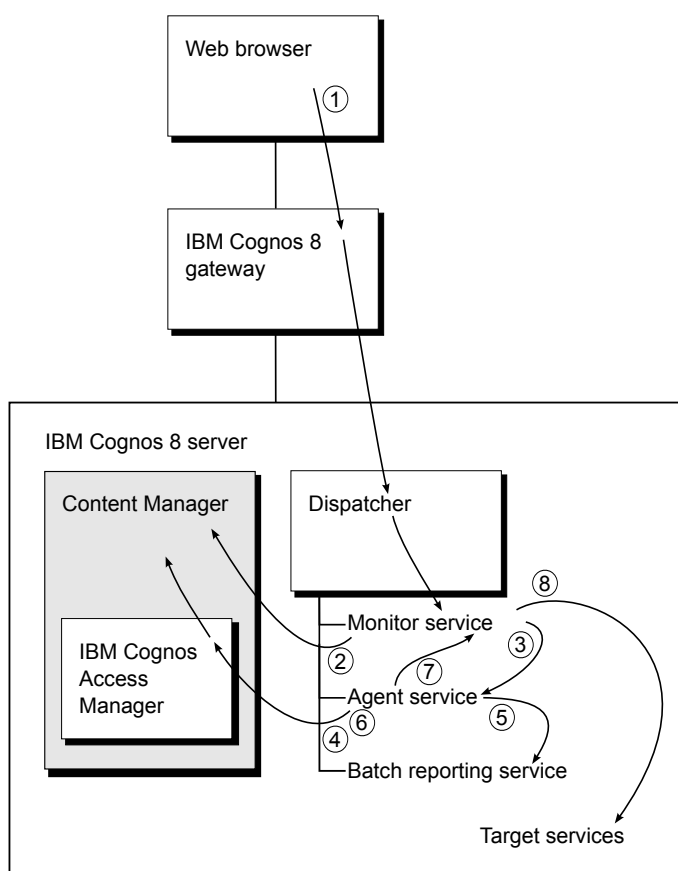 Web browser
①
IBM Cognos 8
gateway
IBM Cognos 8 server
Content Manager
Dispatcher
⑧
Monitor service
③
②
IBM Cognos
Access
Manager
⑦
Agent service
⑤
⑥
④
Batch reporting service
Target services